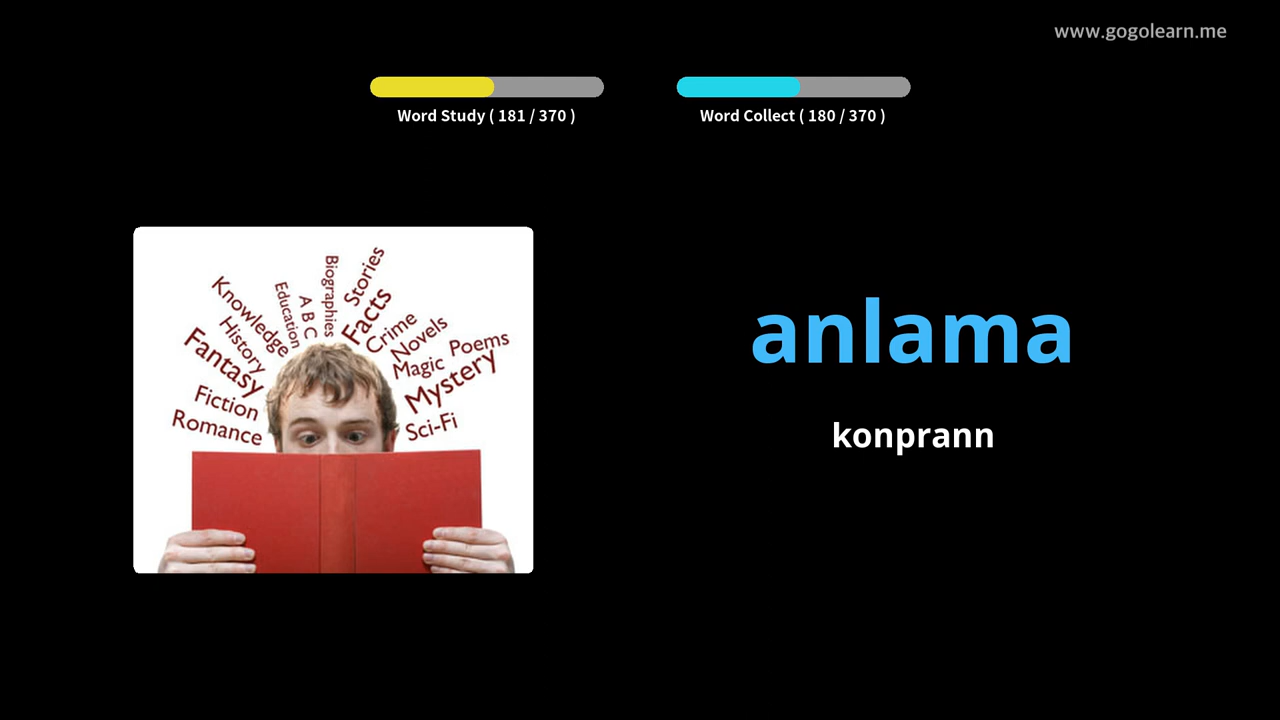 www.gogolearn.me
Word Study ( 181 / 370 )
Word Collect ( 180 / 370 )
Knowledge
Education
A B C
Biographies
Stories
Facts
Crime
Novels
Poems
Magic
Mystery
Sci-Fi
History
Fantasy
Fiction
Romance
anlama
konprann